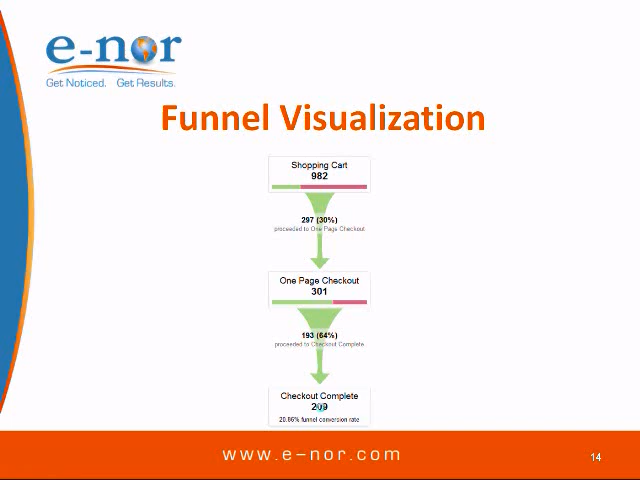 e-nor
Get Noticed. Get Results.
Funnel Visualization
Shopping Cart
982
297 (30%)
proceeded to One Page Checkout
One Page Checkout
301
193 (64%)
proceeded to Checkout Complete
Checkout Complete
209
20.86% funnel conversion rate
www.e-nor.com
14